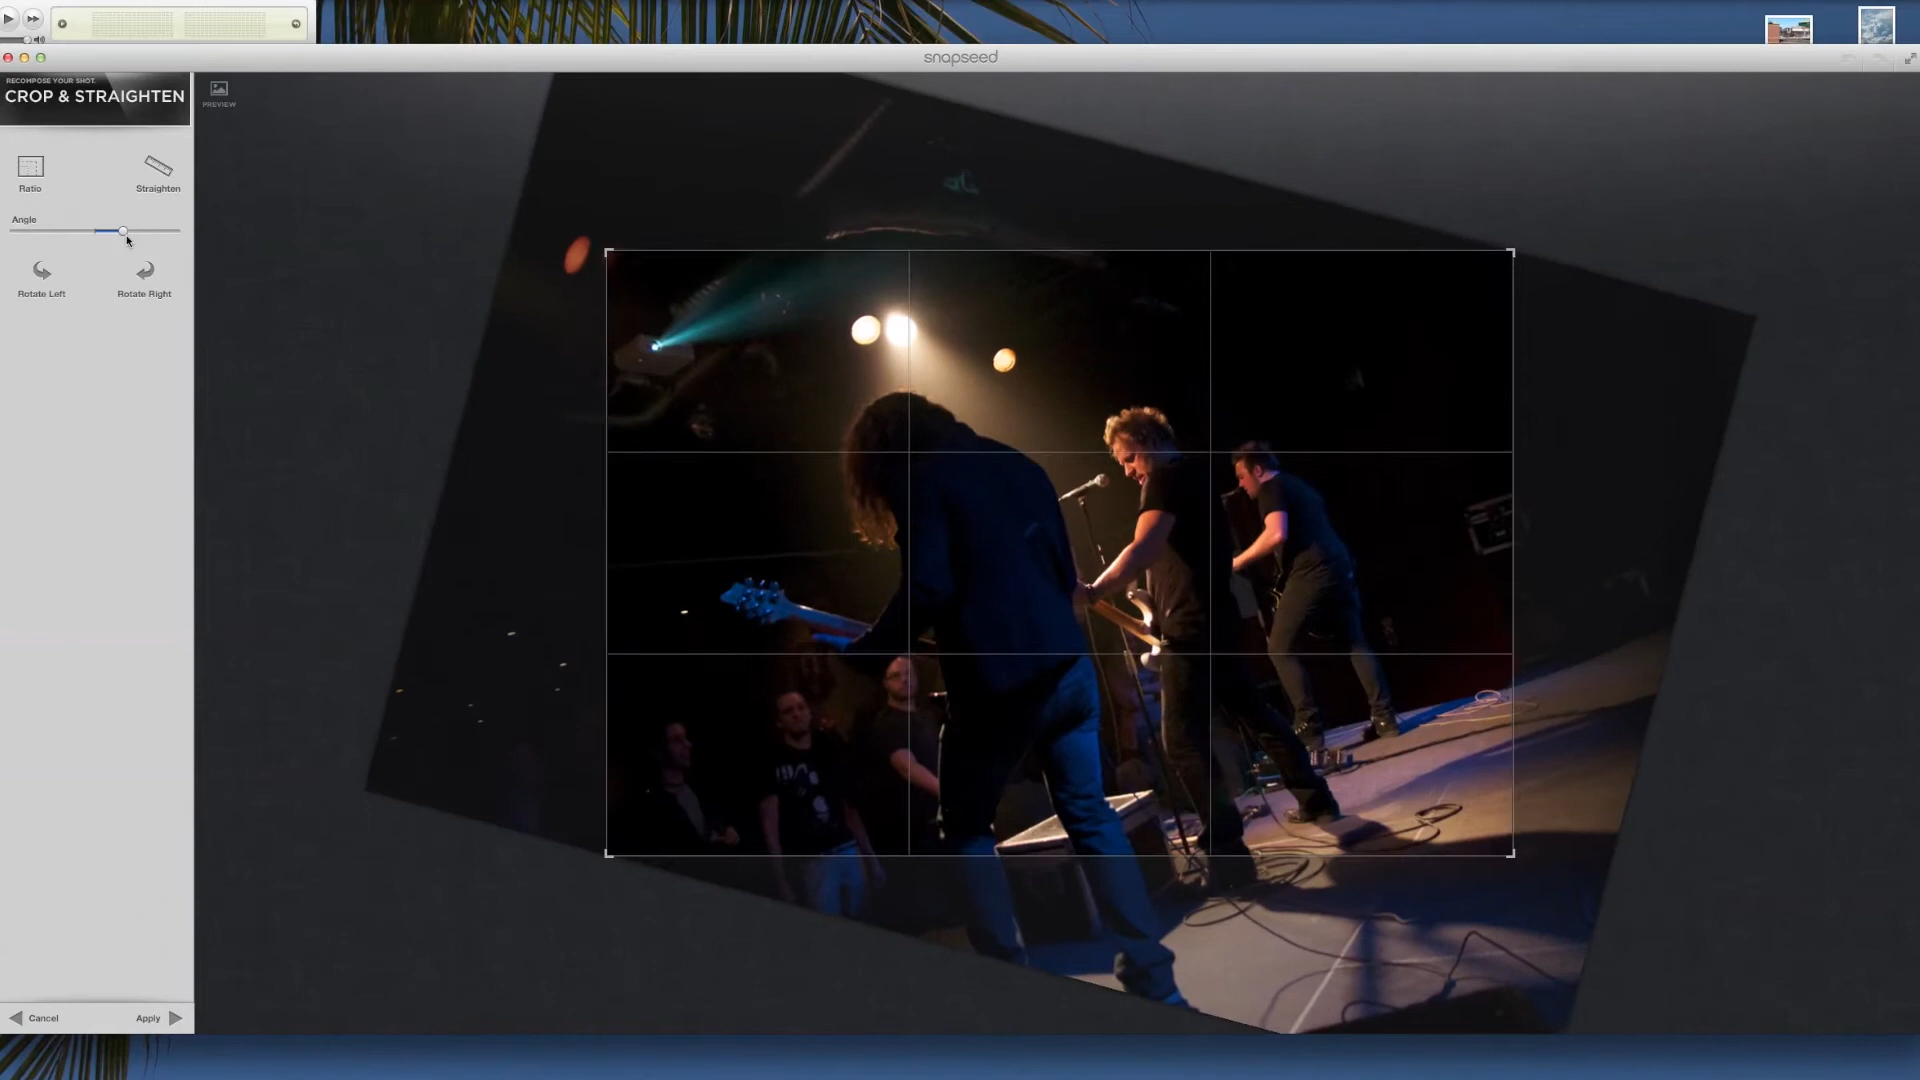 snapseed
RECOMPOSE YOUR SHOT.
CROP & STRAIGHTEN
PREVIEW
Ratio
Straighten
Angle
Rotate Left
Rotate Right
Cancel
Apply